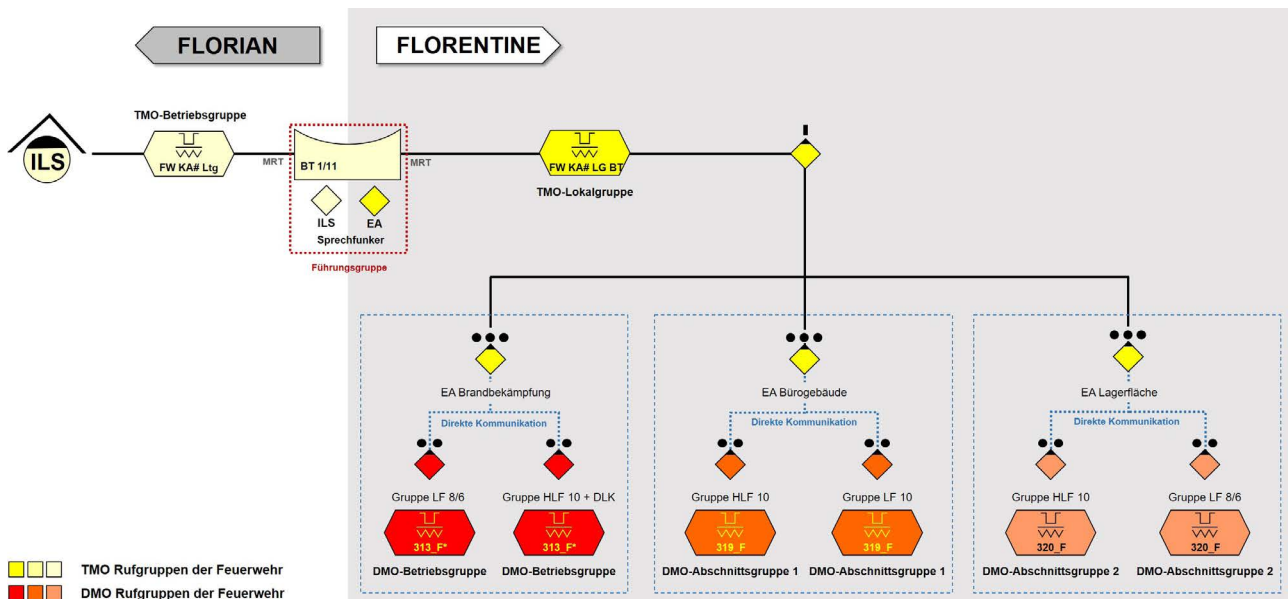 FLORIAN
FLORENTINE
TMO-Betriebsgruppe
ILS
FW KA# Ltg
MRT
BT 1/11
MRT
FW KA# LG BT
TMO-Lokalgruppe
ILS EA
Sprechfunker
Führungsgruppe
EA Brandbekämpfung
EA Bürogebäude
EA Lagerfläche
Direkte Kommunikation
Direkte Kommunikation
Direkte Kommunikation
Gruppe LF 8/6
Gruppe HLF 10 + DLK
Gruppe HLF 10
Gruppe LF 10
Gruppe HLF 10
Gruppe LF 8/6
313_F*
313_F*
319_F
319_F
320_F
320_F
DMO-Betriebsgruppe
DMO-Betriebsgruppe
DMO-Abschnittsgruppe 1
DMO-Abschnittsgruppe 1
DMO-Abschnittsgruppe 2
DMO-Abschnittsgruppe 2
TMO Rufgruppen der Feuerwehr
DMO Rufgruppen der Feuerwehr